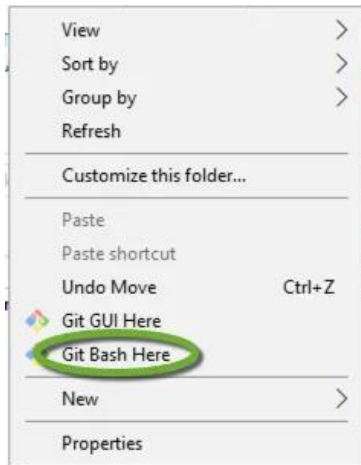 View
Sort by
Group by
Refresh
Customize this folder...
Paste
Paste shortcut
Undo Move Ctrl+Z
Git GUI Here
Git Bash Here
New
Properties